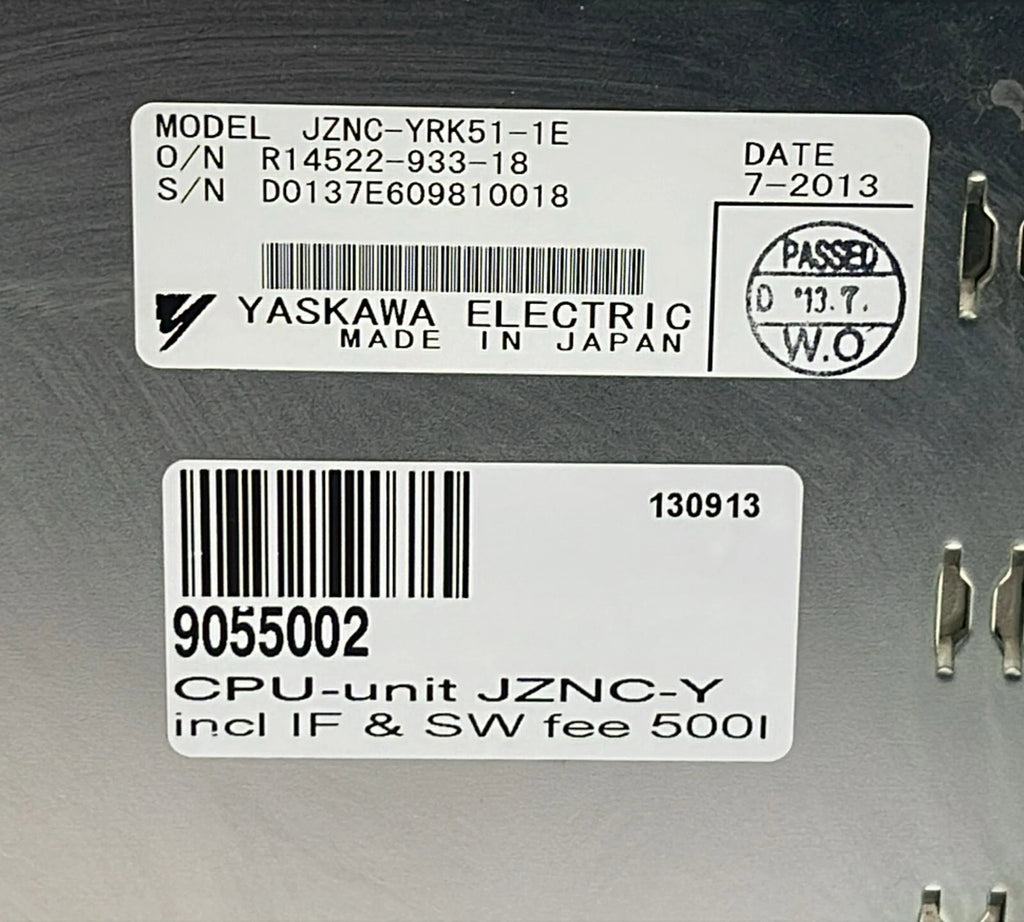 MODEL JZNC-YRK51-1E
O/N R14522-933-18
S/N D0137E609810018
DATE
7-2013
PASSED
D '13.7.
W.O
YASKAWA ELECTRIC
MADE IN JAPAN
130913
9055002
CPU-unit JZNC-Y
incl IF & SW fee 500I